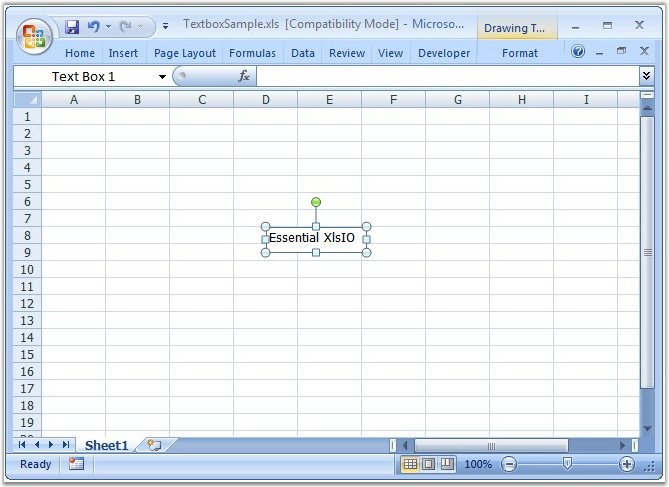 TextboxSample.xls [Compatibility Mode] - Microso... Drawing T...
Home Insert Page Layout Formulas Data Review View Developer Format
Text Box 1 fx
A B C D E F G H I
1
2
3
4
5
6
7
8 Essential XlsIO
9
10
11
12
13
14
15
16
17
18
19
20
Sheet1
Ready 100%